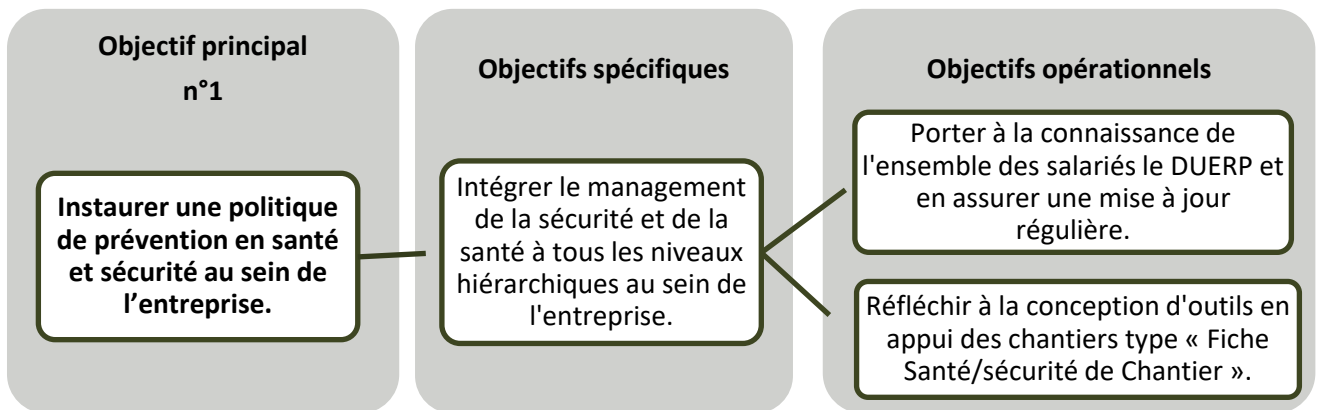 Objectif principal
n°1
Instaurer une politique
de prévention en santé
et sécurité au sein de
l’entreprise.
Objectifs spécifiques
Intégrer le management
de la sécurité et de la
santé à tous les niveaux
hiérarchiques au sein de
l'entreprise.
Objectifs opérationnels
Porter à la connaissance de
l'ensemble des salariés le DUERP et
en assurer une mise à jour
régulière.
Réfléchir à la conception d'outils en
appui des chantiers type « Fiche
Santé/sécurité de Chantier ».